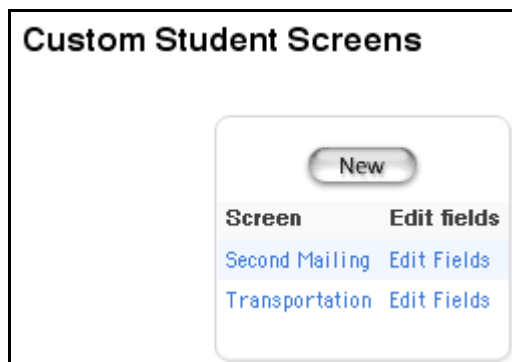 Custom Student Screens
New
Screen Edit fields
Second Mailing Edit Fields
Transportation Edit Fields